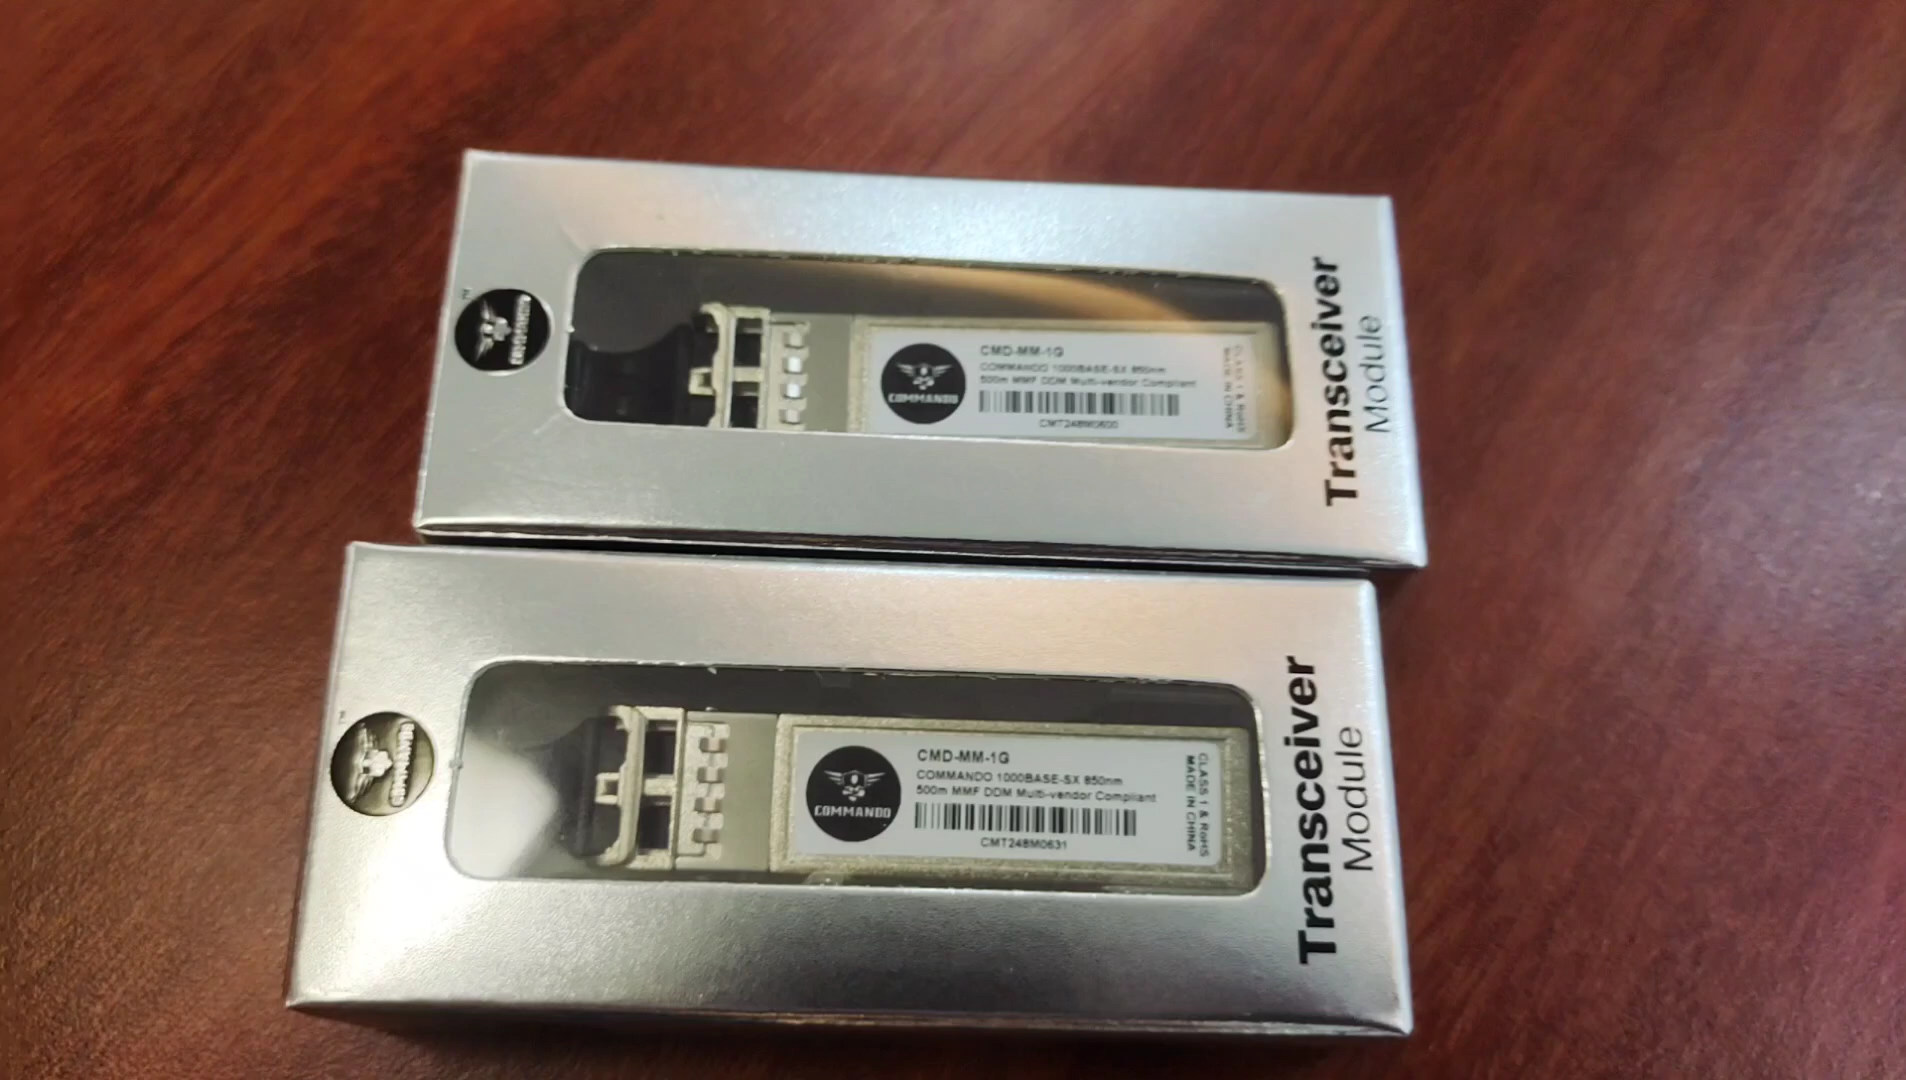 COMMANDO
CMD-MM-1G
COMMANDO 1000BASE-SX 850nm
500m MMF DDM Multi-vendor Compliant
CMT248M0600
CLASS 1 & RoHS
MADE IN CHINA
COMMANDO
Transceiver
Module
COMMANDO
CMD-MM-1G
COMMANDO 1000BASE-SX 850nm
500m MMF DDM Multi-vendor Compliant
CMT248M0631
CLASS 1 & RoHS
MADE IN CHINA
COMMANDO
Transceiver
Module